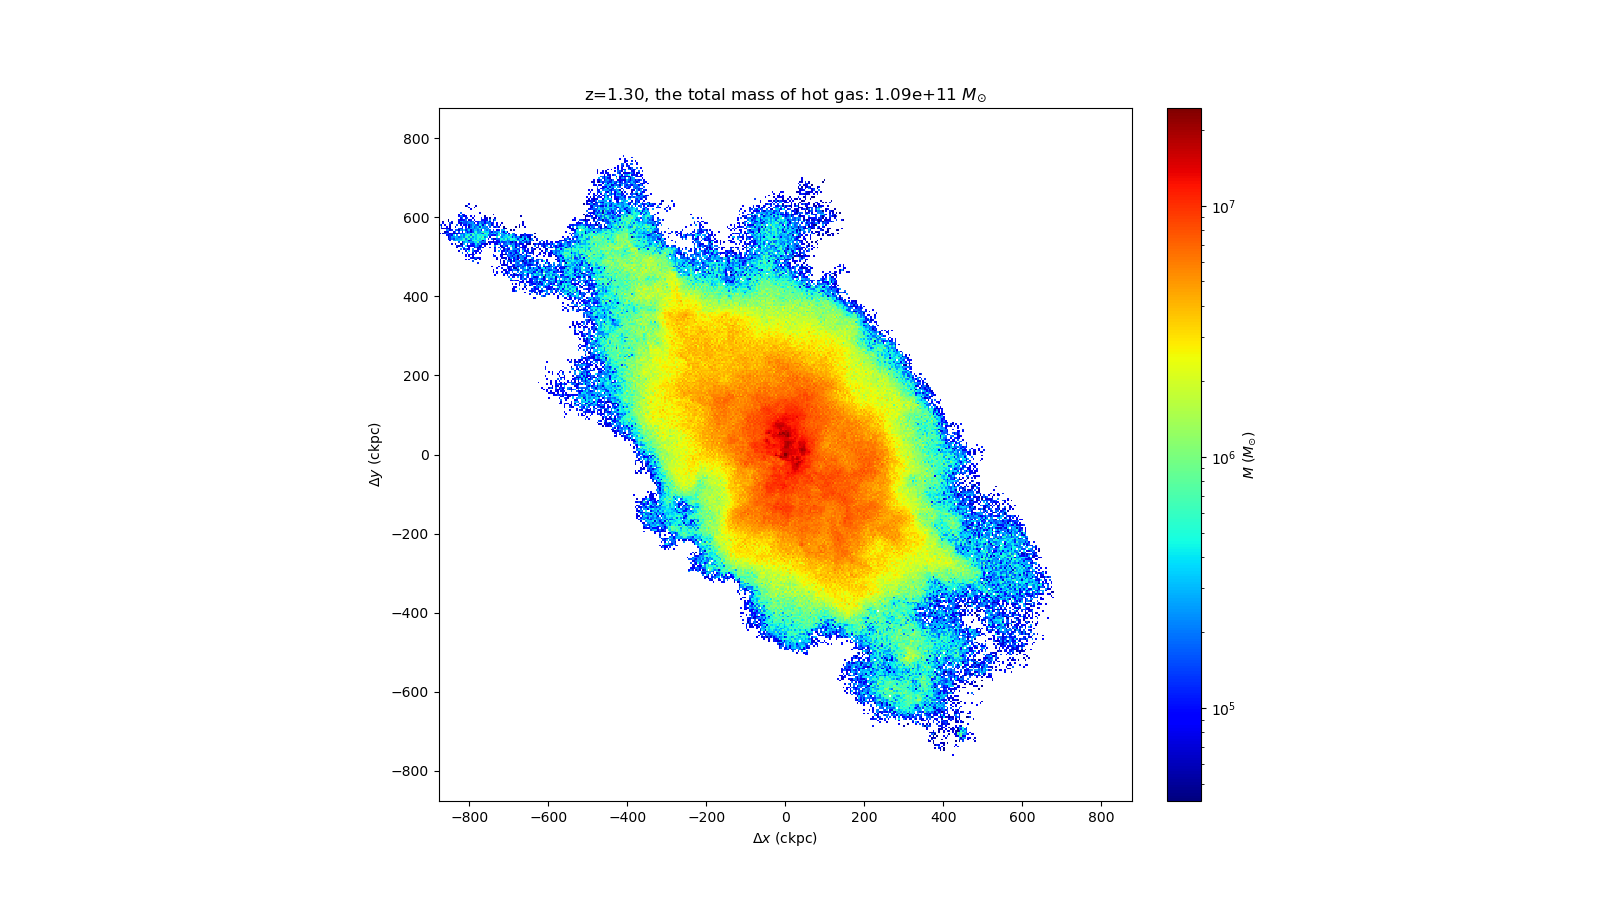 z=1.30, the total mass of hot gas: 1.09e+11 M⊙
800
600
400
200
0
−200
−400
−600
−800
Δy (ckpc)
−800 −600 −400 −200 0 200 400 600 800
Δx (ckpc)
10⁷
10⁶
10⁵
M (M⊙)